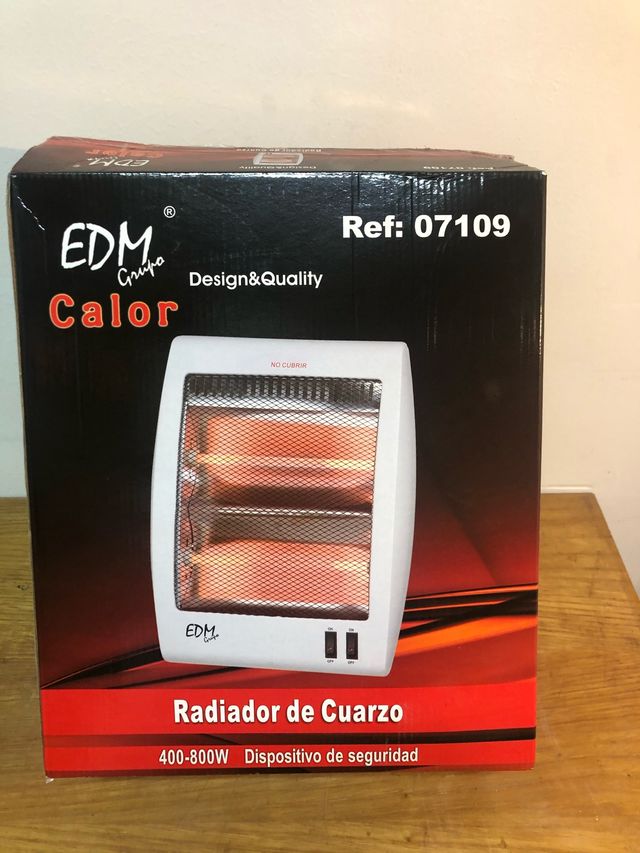 EDM
Grupo
®
Calor
Design&Quality
Ref: 07109
NO CUBRIR
EDM
Grupo
ON ON
OFF OFF
Radiador de Cuarzo
400-800W Dispositivo de seguridad